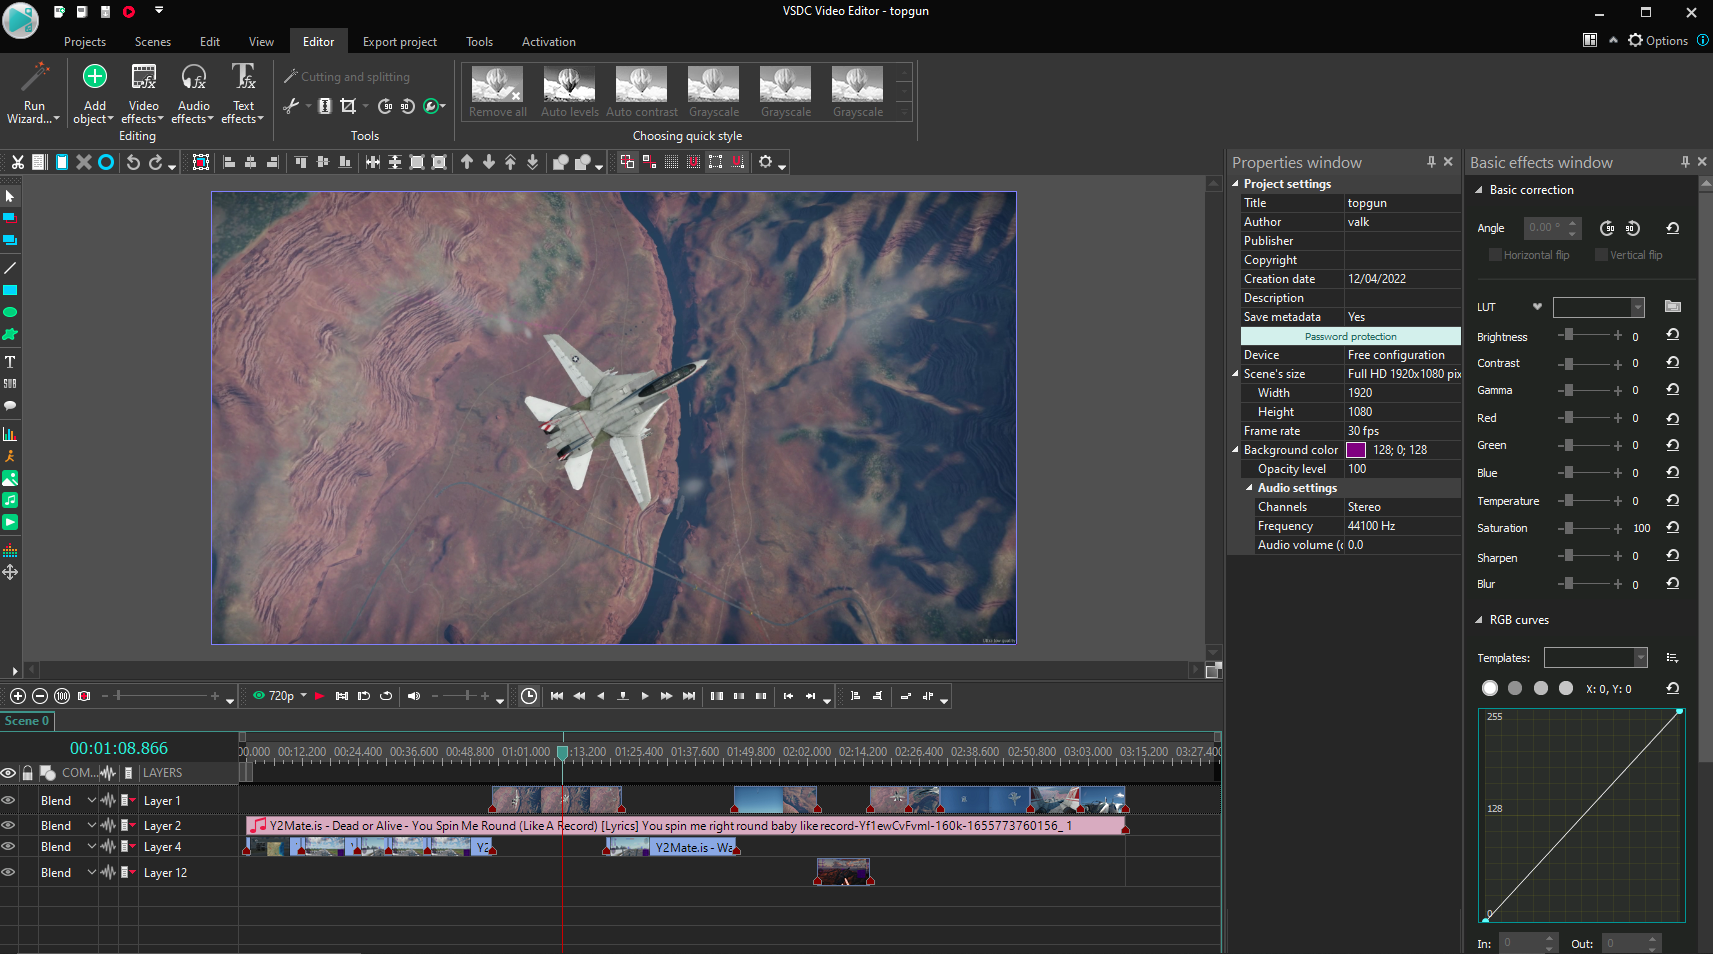 VSDC Video Editor - topgun
Projects Scenes Edit View Editor Export project Tools Activation
Options
Run Wizard...
Add object
Video effects
Audio effects
Text effects
Editing
Cutting and splitting
Tools
Remove all Auto levels Auto contrast Grayscale Grayscale Grayscale
Choosing quick style
Properties window
Project settings
Title topgun
Author valk
Publisher
Copyright
Creation date 12/04/2022
Description
Save metadata Yes
Password protection
Device Free configuration
Scene's size Full HD 1920x1080 pix
Width 1920
Height 1080
Frame rate 30 fps
Background color 128; 0; 128
Opacity level 100
Audio settings
Channels Stereo
Frequency 44100 Hz
Audio volume (d 0.0
Basic effects window
Basic correction
Angle 0.00 ° 90 90
Horizontal flip Vertical flip
LUT
Brightness 0
Contrast 0
Gamma 0
Red 0
Green 0
Blue 0
Temperature 0
Saturation 100
Sharpen 0
Blur 0
RGB curves
Templates:
X: 0, Y: 0
255
128
0
In: 0 Out: 0
T
SUB
100 720p
Scene 0
00:01:08.866
00.000 00:12.200 00:24.400 00:36.600 00:48.800 01:01.000 :13.200 01:25.400 01:37.600 01:49.800 02:02.000 02:14.200 02:26.400 02:38.600 02:50.800 03:03.000 03:15.200 03:27.400
COM... LAYERS
Blend Layer 1
Blend Layer 2 Y2Mate.is - Dead or Alive - You Spin Me Round (Like A Record) [Lyrics] You spin me right round baby like record-Yf1ewCvFvmI-160k-1655773760156_ 1
Blend Layer 4 Y2 Y2Mate.is - Wa
Blend Layer 12